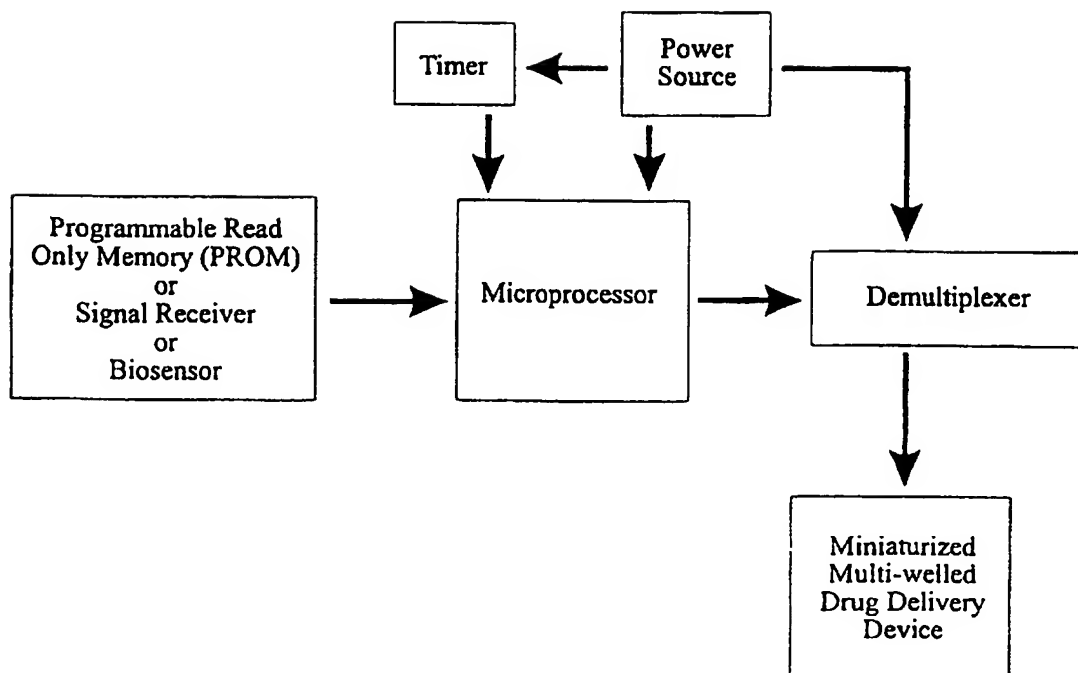 Timer
Power
Source
Programmable Read
Only Memory (PROM)
or
Signal Receiver
or
Biosensor
Microprocessor
Demultiplexer
Miniaturized
Multi-welled
Drug Delivery
Device